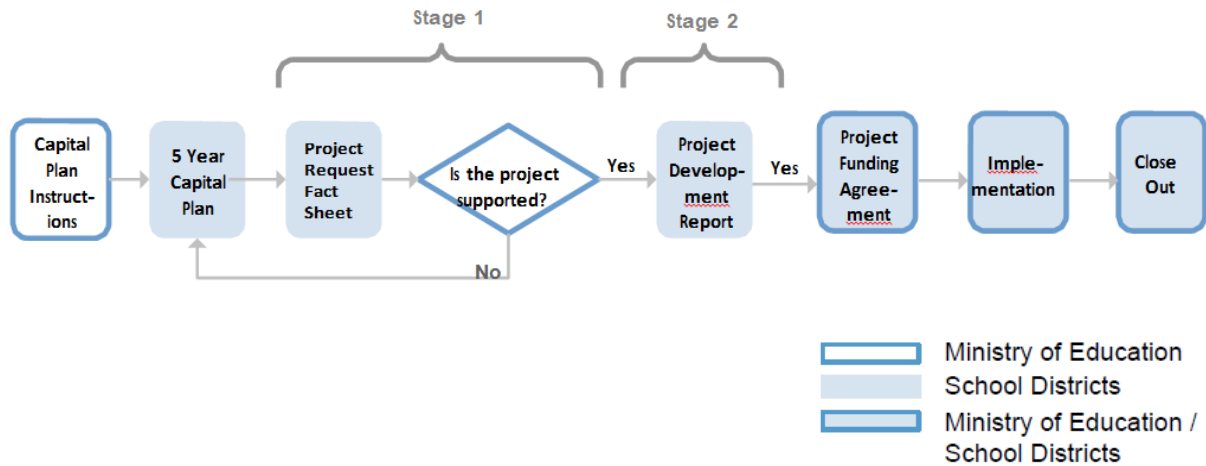 Stage 1
Stage 2
Capital
Plan
Instruct-
ions
5 Year
Capital
Plan
Project
Request
Fact
Sheet
Is the project
supported?
Yes
No
Project
Develop-
ment
Report
Yes
Project
Funding
Agree-
ment
Imple-
mentation
Close
Out
Ministry of Education
School Districts
Ministry of Education /
School Districts